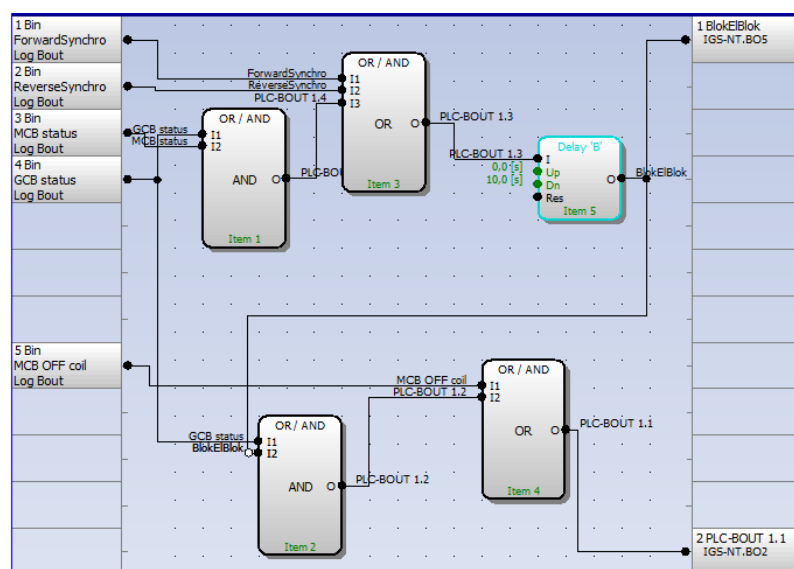 1 Bin
ForwardSynchro
Log Bout
2 Bin
ReverseSynchro
Log Bout
3 Bin
MCB status
Log Bout
4 Bin
GCB status
Log Bout
5 Bin
MCB OFF coil
Log Bout
OR / AND
ForwardSynchro I1
ReverseSynchro I2
PLC-BOUT 1.4 I3
OR O PLC-BOUT 1.3
Item 3
OR / AND
GCB status I1
MCB status I2
AND O PLC-BOU
Item 1
Delay 'B'
PLC-BOUT 1.3 I
0,0 [s] Up
10,0 [s] Dn
Res
O BlokElBlok
Item 5
1 BlokElBlok
IGS-NT.BO5
OR / AND
MCB OFF coil I1
PLC-BOUT 1.2 I2
OR O PLC-BOUT 1.1
Item 4
OR / AND
GCB status I1
BlokElBlok I2
AND O PLC-BOUT 1.2
Item 2
2 PLC-BOUT 1.1
IGS-NT.BO2